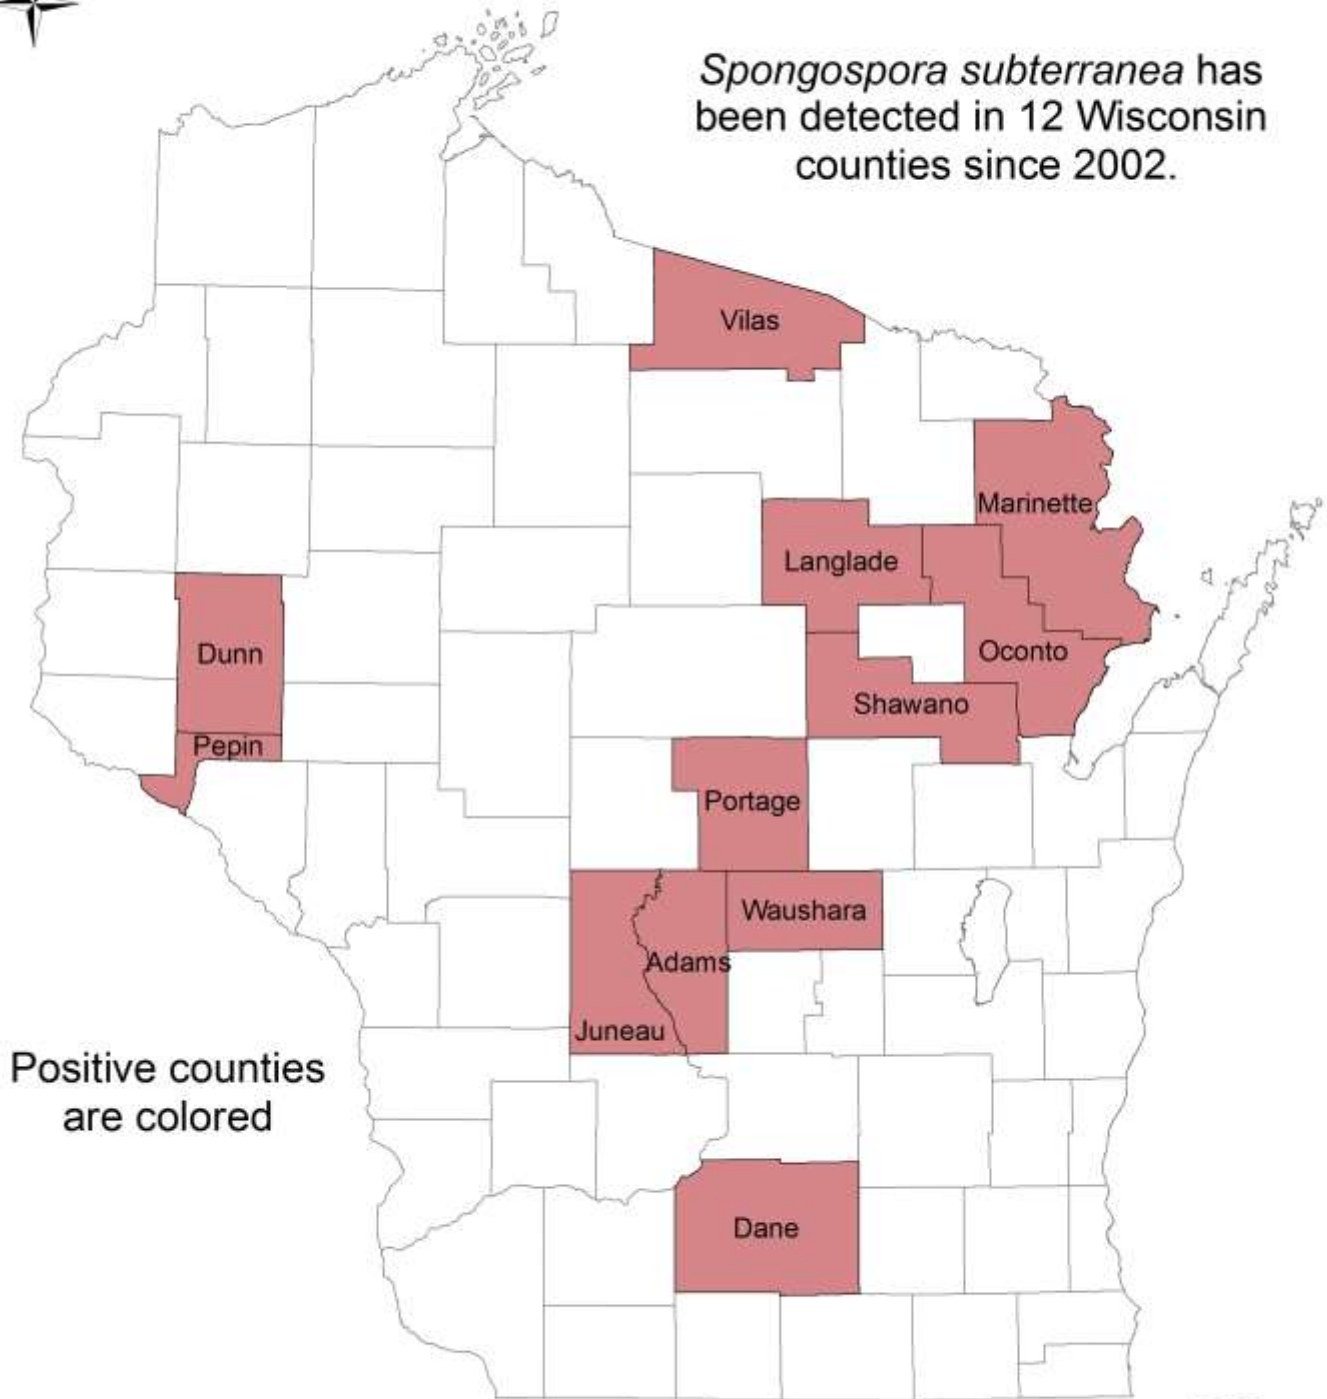 Spongospora subterranea has
been detected in 12 Wisconsin
counties since 2002.
Vilas
Marinette
Langlade
Dunn
Oconto
Shawano
Pepin
Portage
Waushara
Adams
Juneau
Positive counties
are colored
Dane